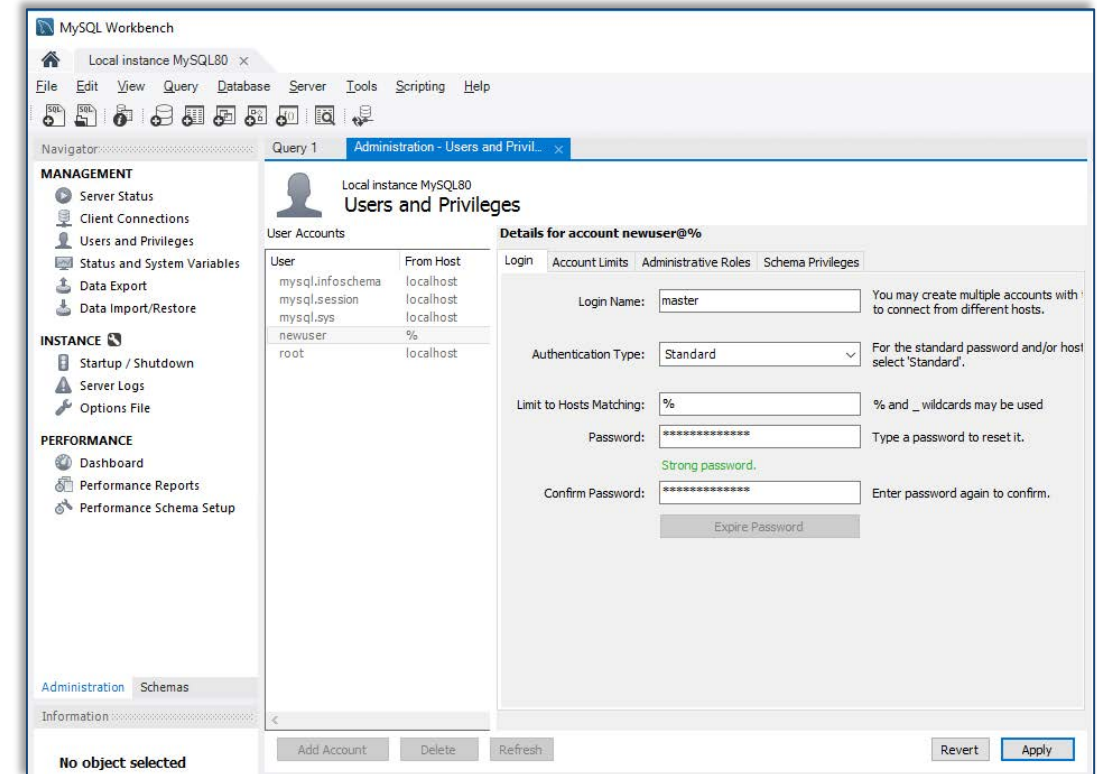 MySQL Workbench
Local instance MySQL80 ×
File Edit View Query Database Server Tools Scripting Help
Navigator
MANAGEMENT
Server Status
Client Connections
Users and Privileges
Status and System Variables
Data Export
Data Import/Restore
INSTANCE
Startup / Shutdown
Server Logs
Options File
PERFORMANCE
Dashboard
Performance Reports
Performance Schema Setup
Administration Schemas
Information
No object selected
Query 1 Administration - Users and Privil... ×
Local instance MySQL80
Users and Privileges
User Accounts
User From Host
mysql.infoschema localhost
mysql.session localhost
mysql.sys localhost
newuser %
root localhost
Details for account newuser@%
Login Account Limits Administrative Roles Schema Privileges
Login Name: master You may create multiple accounts with
to connect from different hosts.
Authentication Type: Standard For the standard password and/or host
select 'Standard'.
Limit to Hosts Matching: % % and _ wildcards may be used
Password: ************* Type a password to reset it.
Strong password.
Confirm Password: ************* Enter password again to confirm.
Expire Password
Add Account Delete Refresh Revert Apply